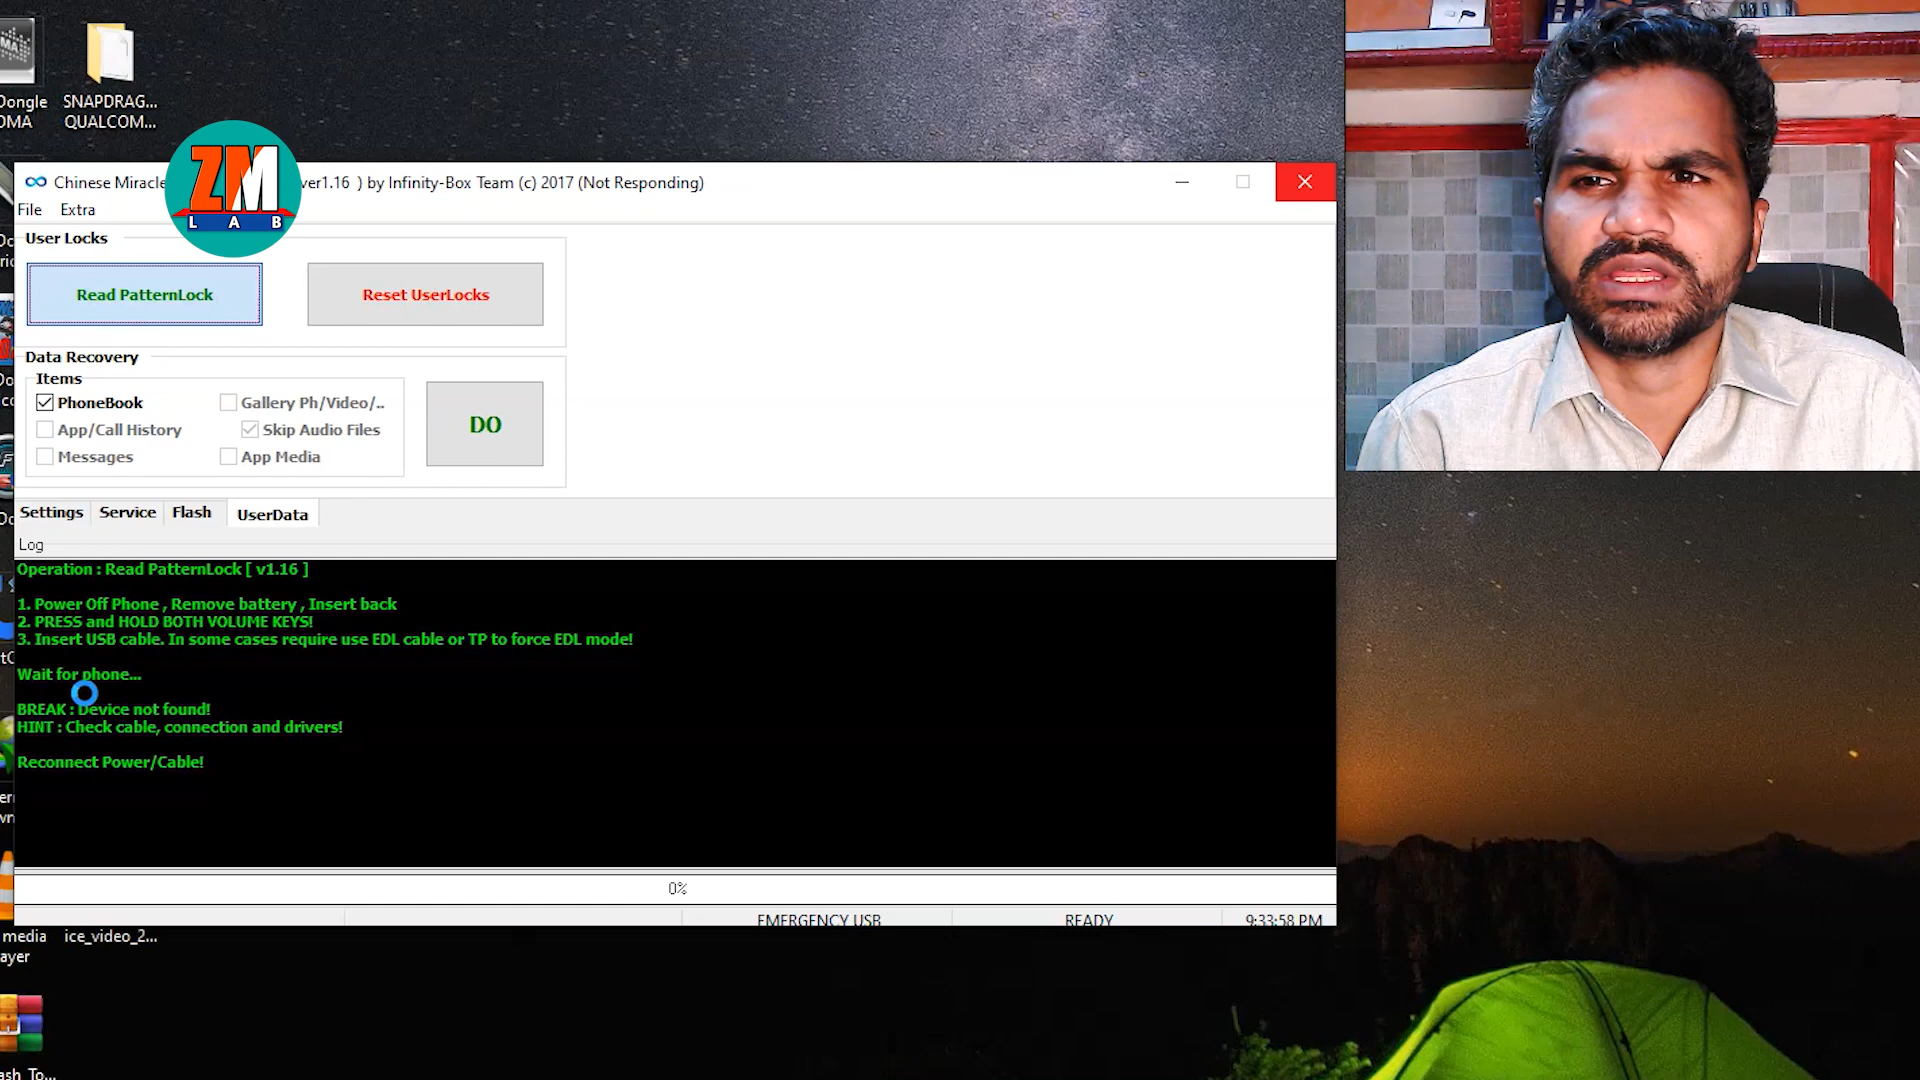 Dongle
OMA
SNAPDRAG...
QUALCOM...
ZM
LAB
Chinese Miracle
ver1.16 ) by Infinity-Box Team (c) 2017 (Not Responding)
File Extra
User Locks
Read PatternLock
Reset UserLocks
Data Recovery
Items
PhoneBook
Gallery Ph/Video/..
App/Call History
Skip Audio Files
Messages
App Media
DO
Settings Service Flash UserData
Log
Operation : Read PatternLock [ v1.16 ]
1. Power Off Phone , Remove battery , Insert back
2. PRESS and HOLD BOTH VOLUME KEYS!
3. Insert USB cable. In some cases require use EDL cable or TP to force EDL mode!
Wait for phone...
BREAK : Device not found!
HINT : Check cable, connection and drivers!
Reconnect Power/Cable!
0%
EMERGENCY USB
READY
9:33:58 PM
media
ayer
ice_video_2...
ash_To...